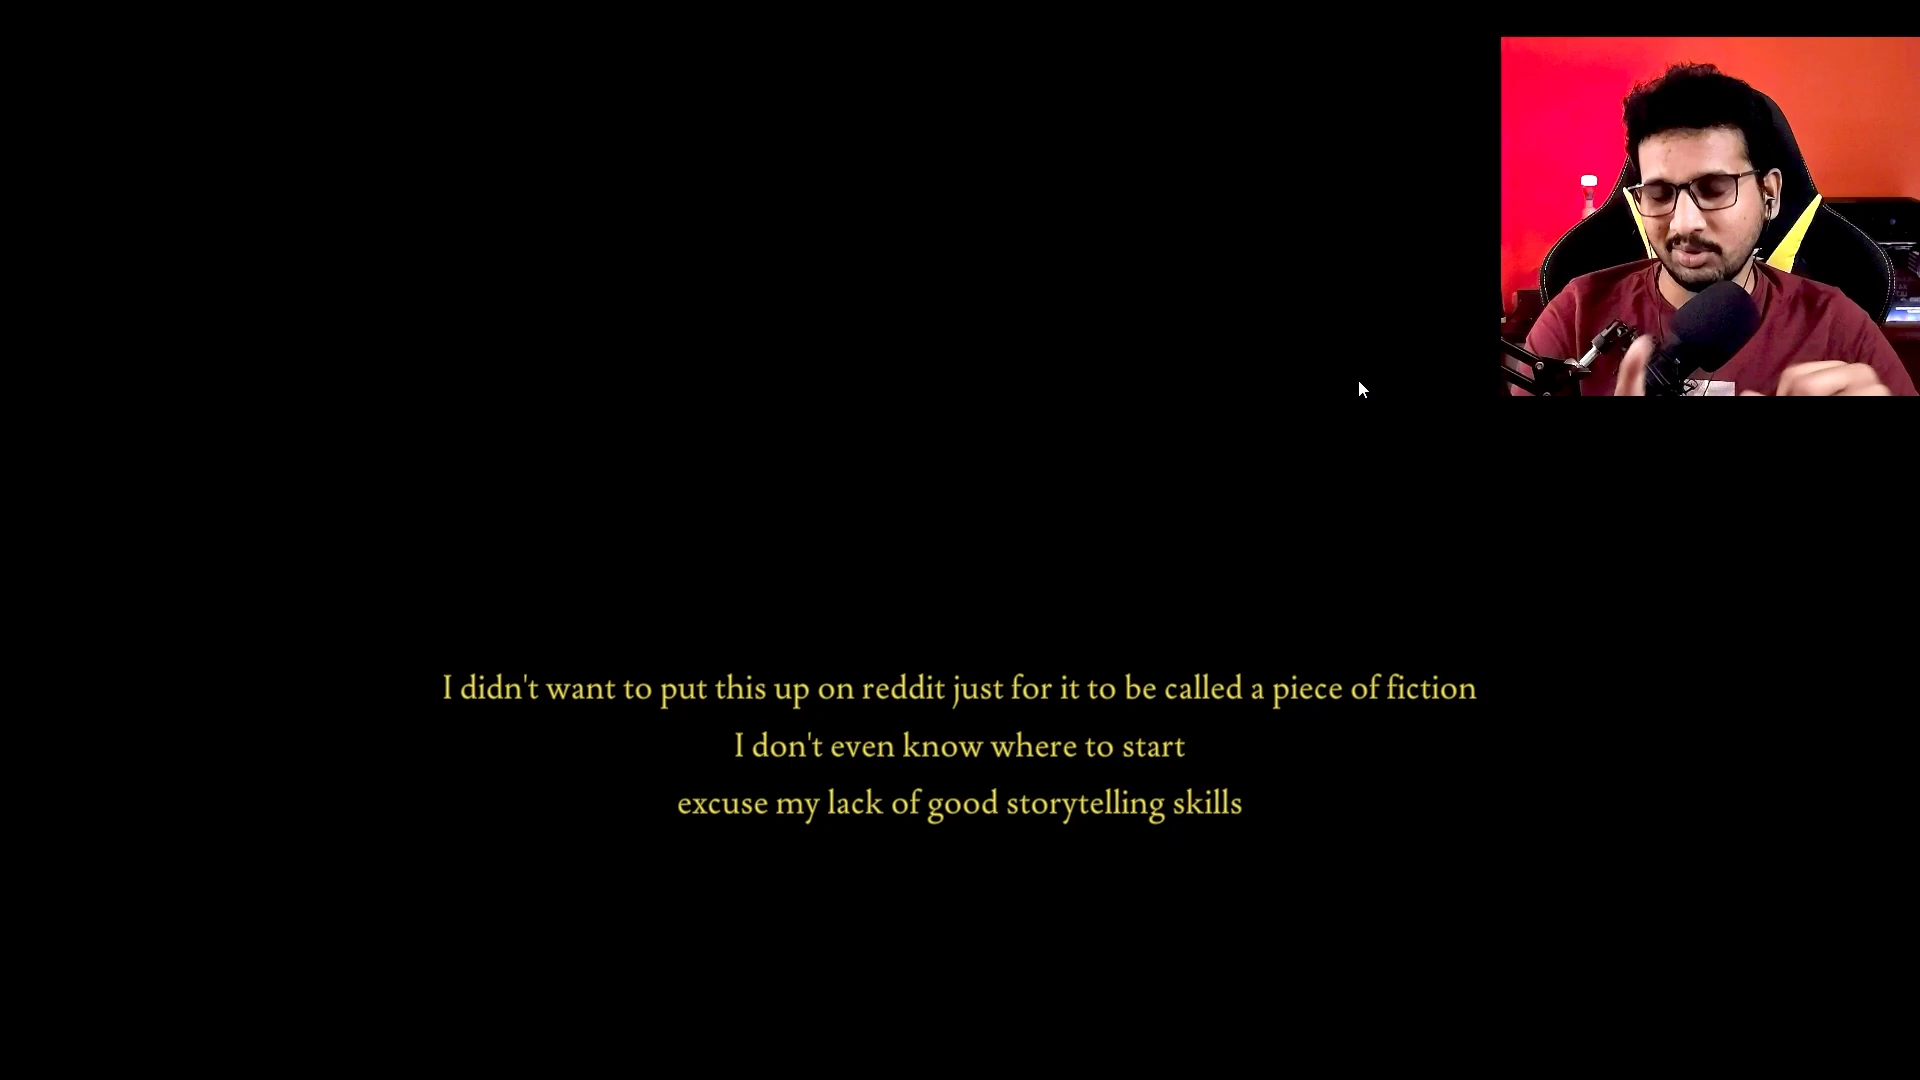 I didn't want to put this up on reddit just for it to be called a piece of fiction
I don't even know where to start
excuse my lack of good storytelling skills